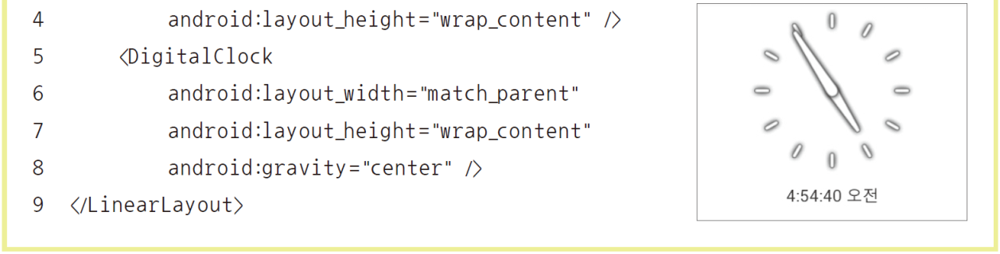 4 android:layout_height="wrap_content" />
5 <DigitalClock
6 android:layout_width="match_parent"
7 android:layout_height="wrap_content"
8 android:gravity="center" />
9 </LinearLayout>
4:54:40 오전